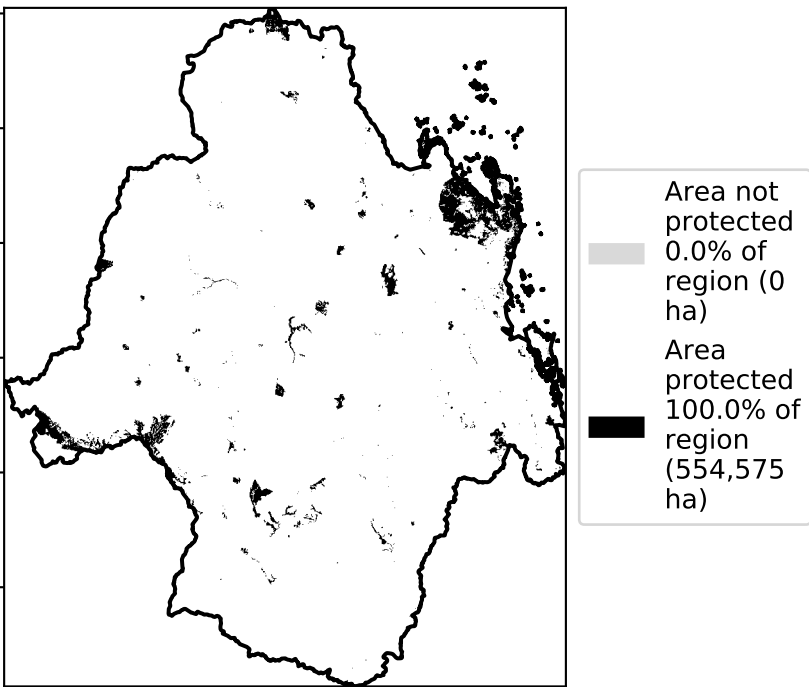 Area not
protected
0.0% of
region (0
ha)
Area
protected
100.0% of
region
(554,575
ha)